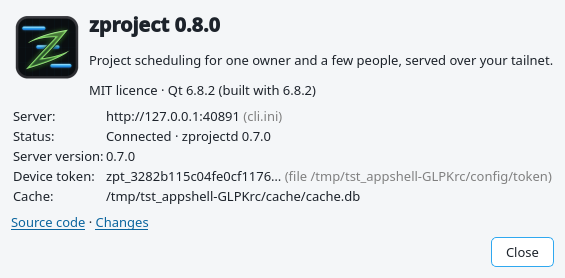 zproject 0.8.0
Project scheduling for one owner and a few people, served over your tailnet.
MIT licence · Qt 6.8.2 (built with 6.8.2)
Server: http://127.0.0.1:40891 (cli.ini)
Status: Connected · zprojectd 0.7.0
Server version: 0.7.0
Device token: zpt_3282b115c04fe0cf1176... (file /tmp/tst_appshell-GLPKrc/config/token)
Cache: /tmp/tst_appshell-GLPKrc/cache/cache.db
Source code · Changes
Close